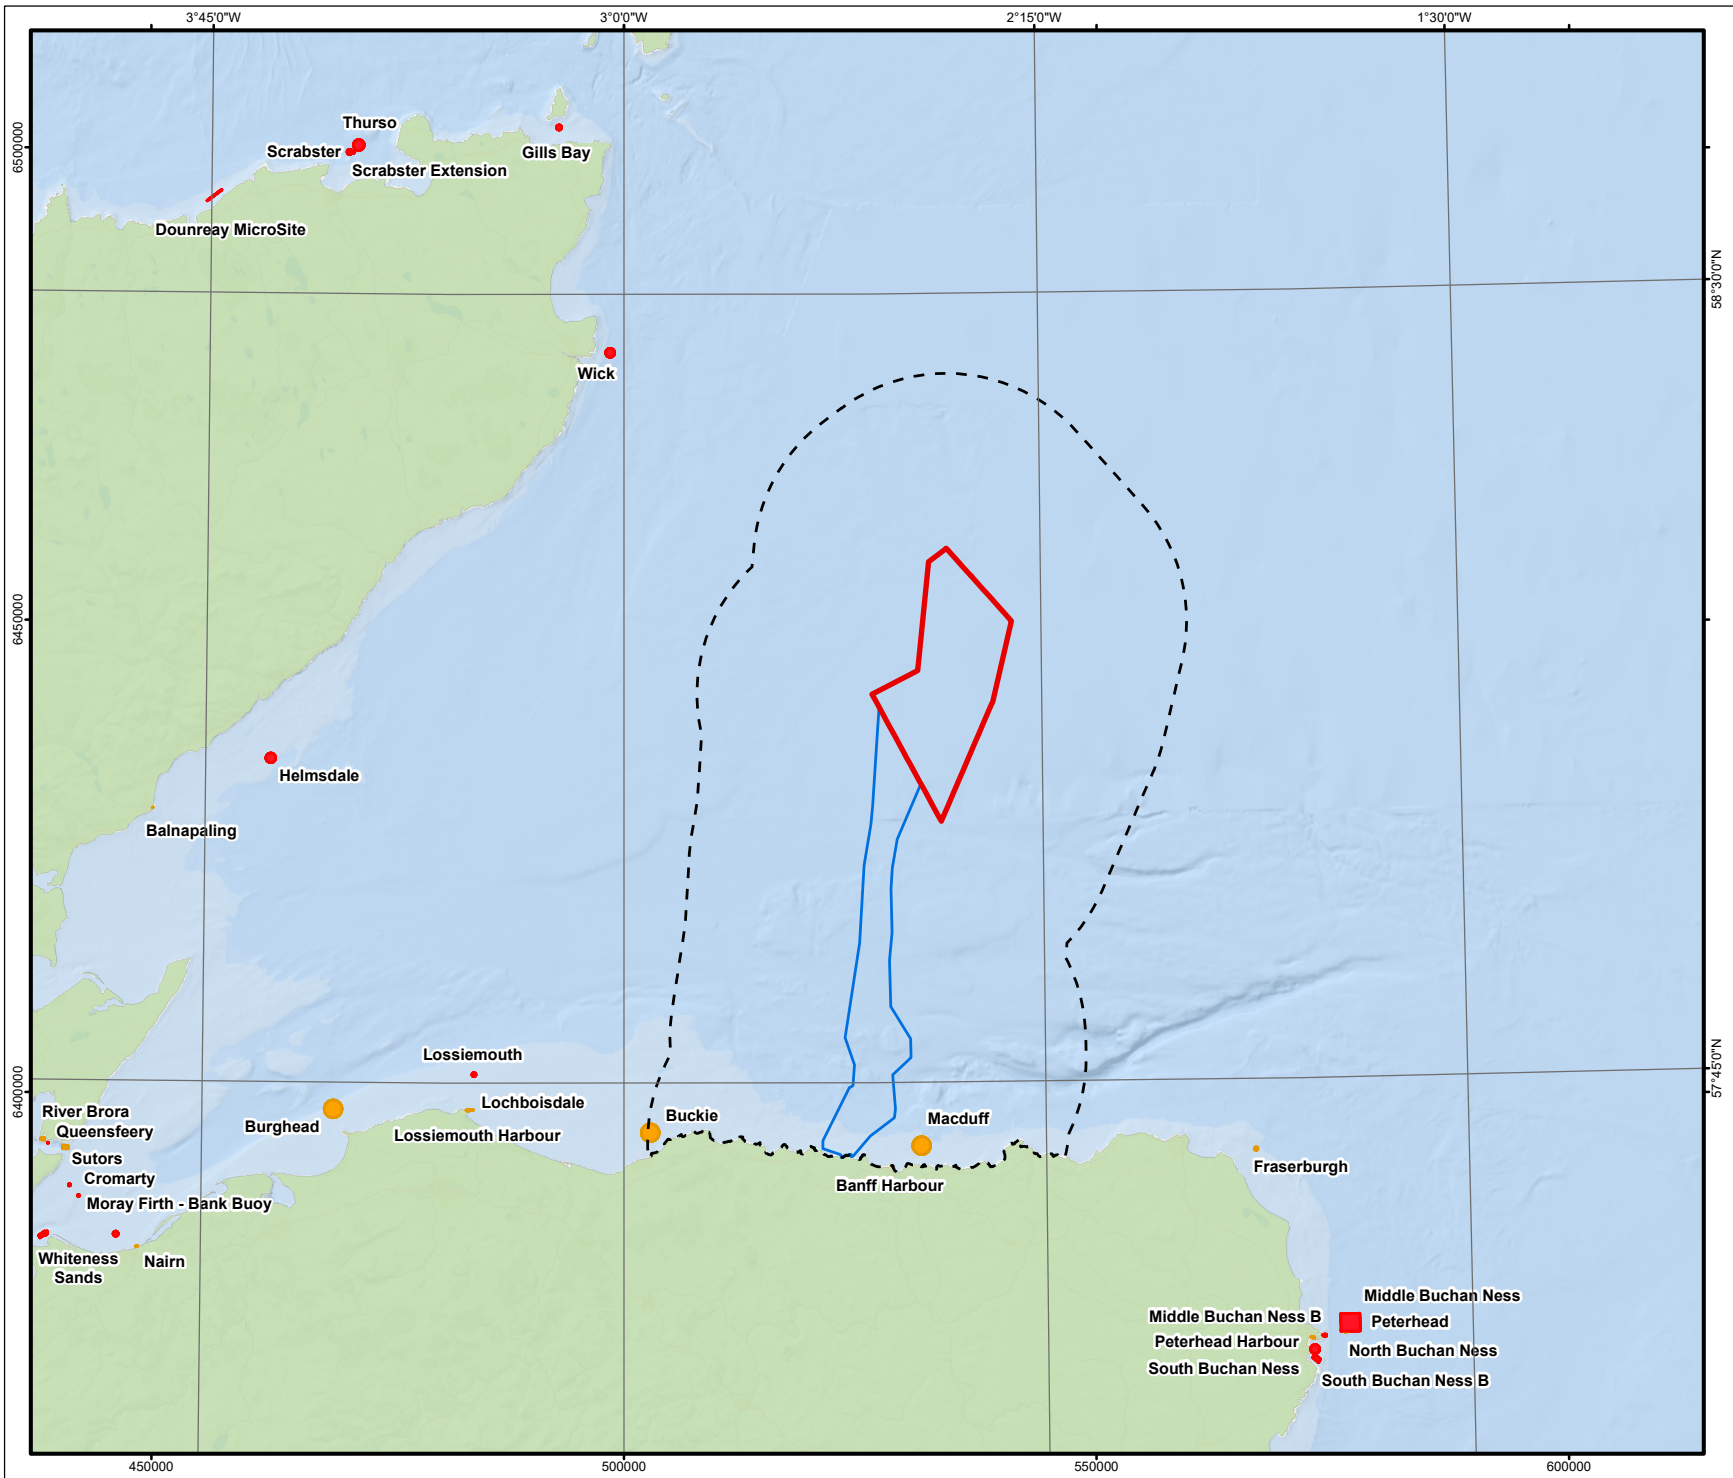 3°45'0"W
3°0'0"W
2°15'0"W
1°30'0"W
6500000
Thurso
Scrabster
Scrabster Extension
Gills Bay
Dounreay MicroSite
58°30'0"N
Wick
6450000
Helmsdale
Balnapaling
6400000
57°45'0"N
Lossiemouth
Lochboisdale
Lossiemouth Harbour
Burghead
Buckie
Macduff
Banff Harbour
Fraserburgh
River Brora
Queensfeery
Sutors
Cromarty
Moray Firth - Bank Buoy
Whiteness
Sands
Nairn
Middle Buchan Ness
Middle Buchan Ness B
Peterhead
Peterhead Harbour
North Buchan Ness
South Buchan Ness
South Buchan Ness B
450000
500000
550000
600000